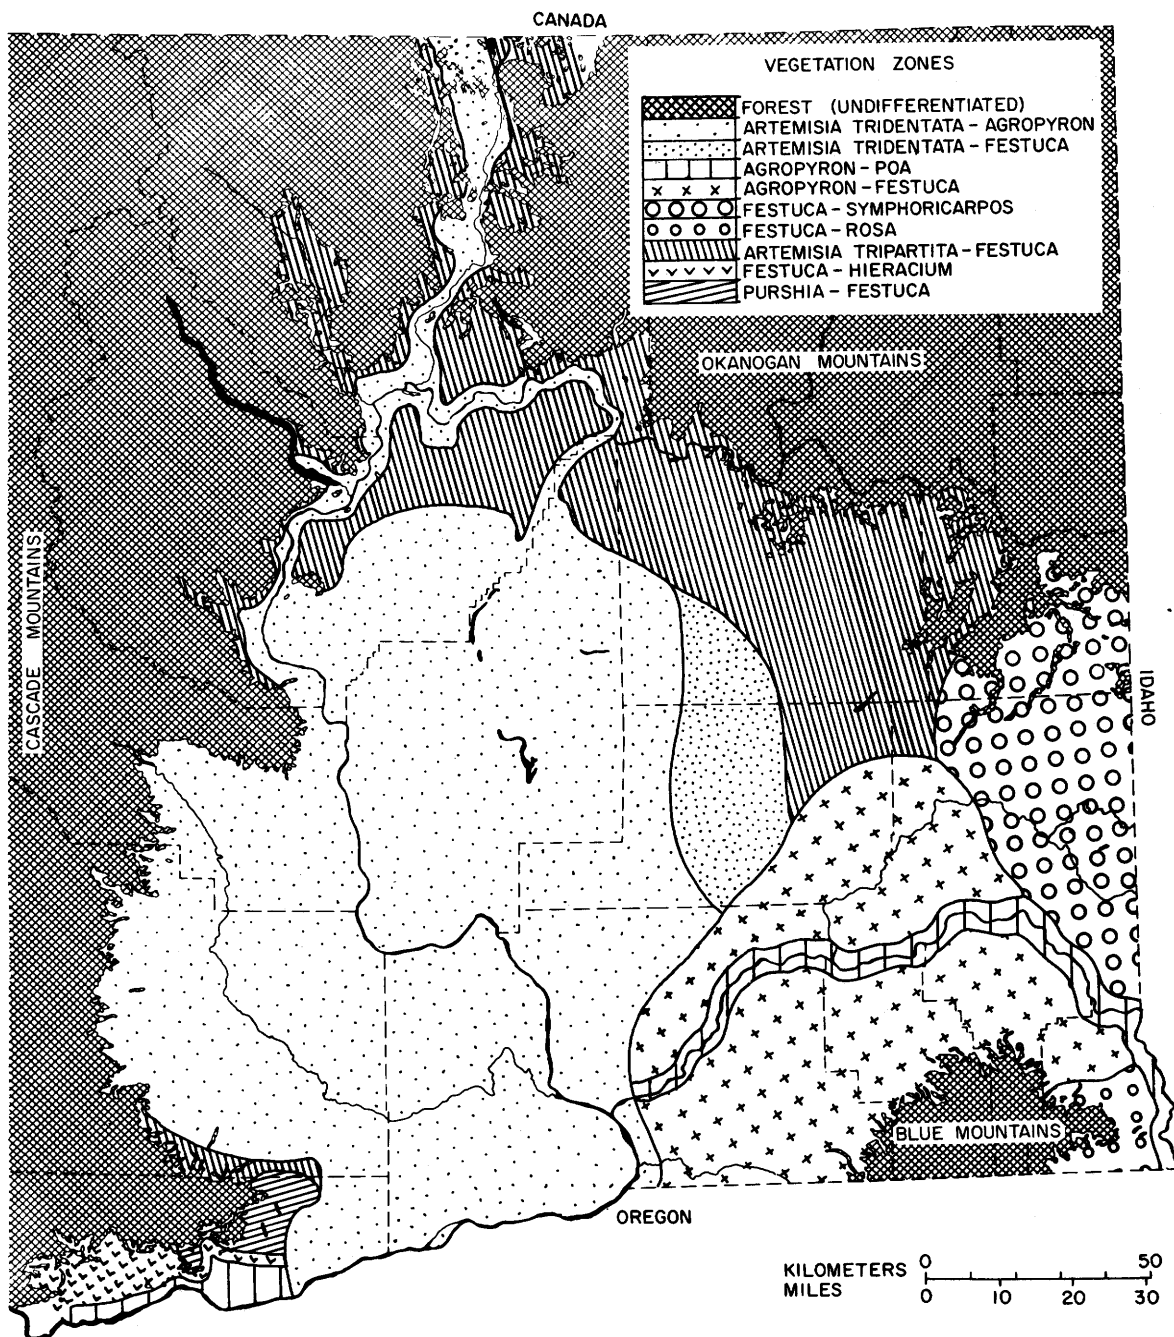 CANADA
VEGETATION ZONES
FOREST (UNDIFFERENTIATED)
ARTEMISIA TRIDENTATA - AGROPYRON
ARTEMISIA TRIDENTATA - FESTUCA
AGROPYRON - POA
AGROPYRON - FESTUCA
FESTUCA - SYMPHORICARPOS
FESTUCA - ROSA
ARTEMISIA TRIPARTITA - FESTUCA
FESTUCA - HIERACIUM
PURSHIA - FESTUCA
OKANOGAN MOUNTAINS
CASCADE MOUNTAINS
IDAHO
BLUE MOUNTAINS
OREGON
KILOMETERS 0 50
MILES 0 10 20 30